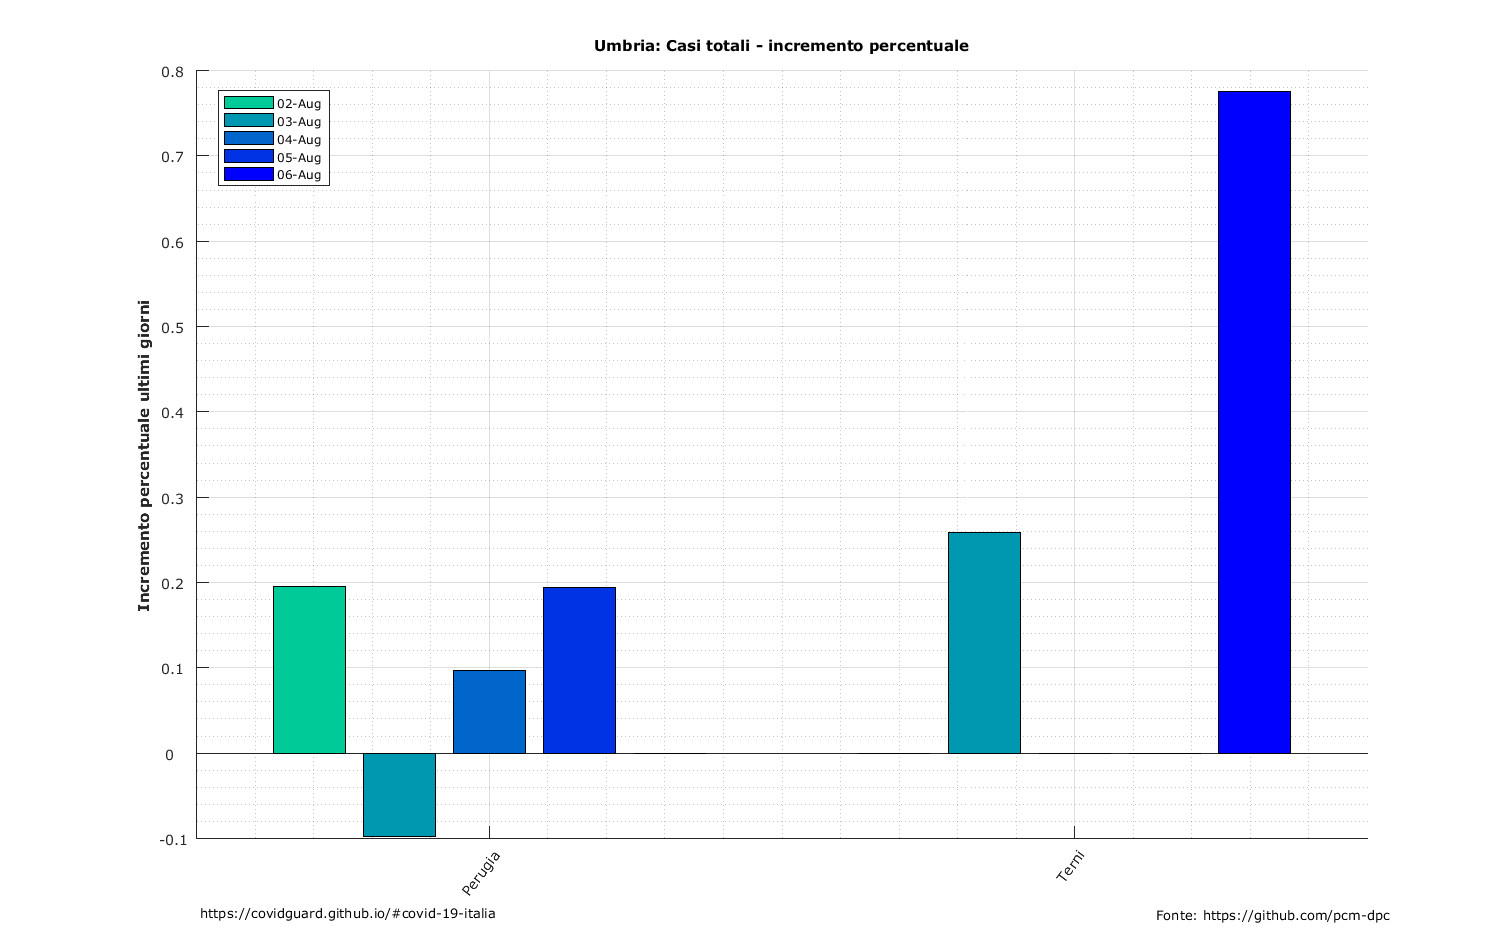 Umbria: Casi totali - incremento percentuale
0.8
0.7
0.6
0.5
0.4
0.3
0.2
0.1
0
-0.1
Incremento percentuale ultimi giorni
02-Aug
03-Aug
04-Aug
05-Aug
06-Aug
Perugia
Terni
https://covidguard.github.io/#covid-19-italia
Fonte: https://github.com/pcm-dpc